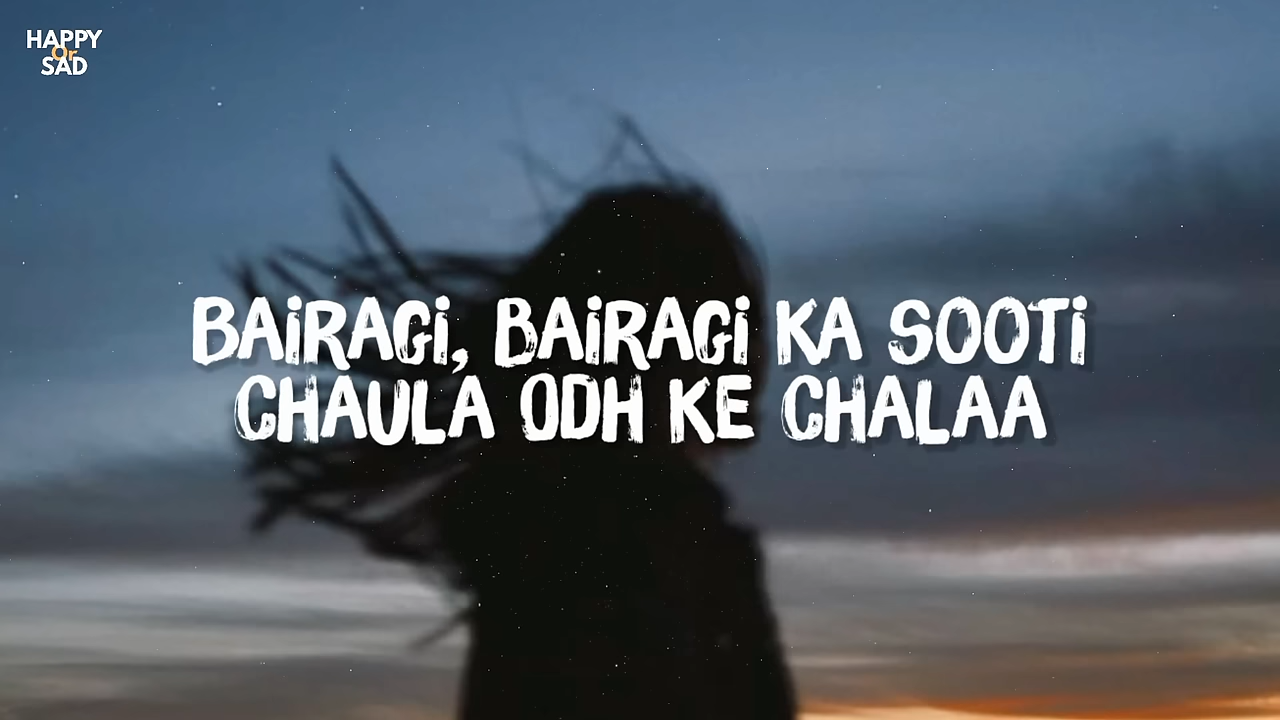 HAPPY
Or
SAD
BAIRAGI, BAIRAGI KA SOOTI
CHAULA ODH KE CHALAA